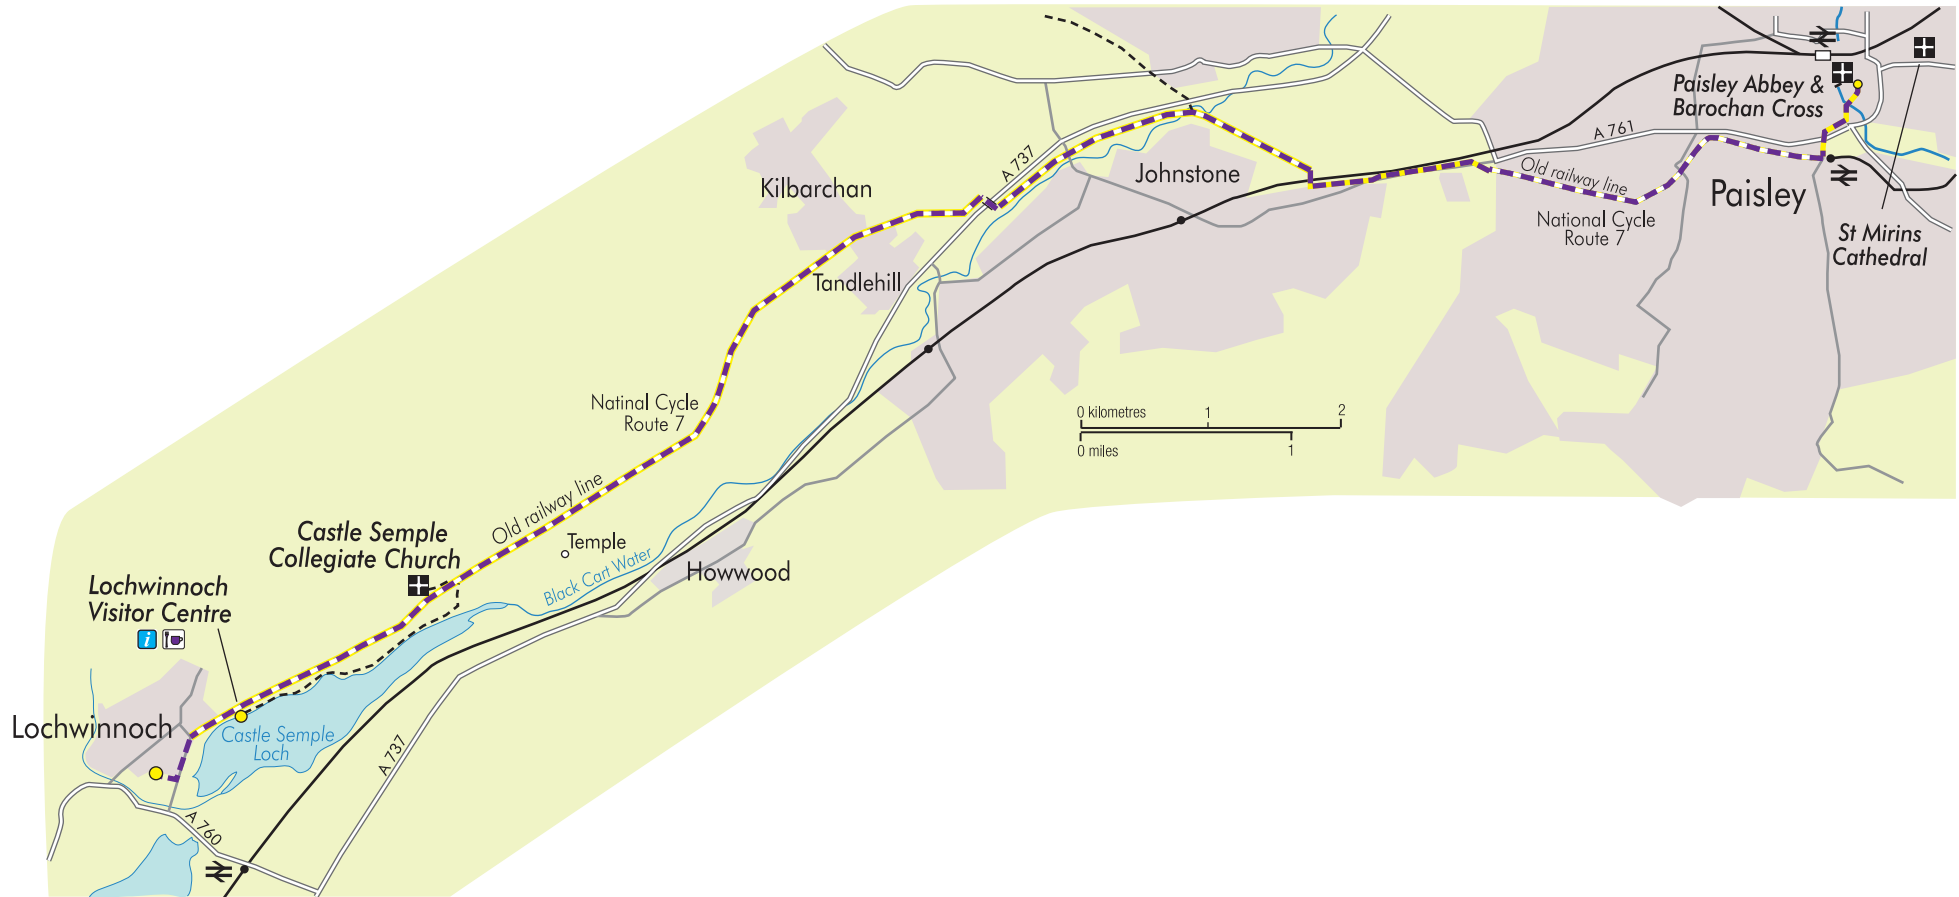 Paisley Abbey &
Barochan Cross
A 761
A 737
Johnstone
Kilbarchan
Old railway line
Paisley
National Cycle
Route 7
St Mirins
Cathedral
Tandlehill
Natinal Cycle
Route 7
0 kilometres 1 2
0 miles 1
Old railway line
Castle Semple
Collegiate Church
Temple
Black Cart Water
Howwood
Lochwinnoch
Visitor Centre
i
Lochwinnoch
Castle Semple
Loch
A 737
A 760